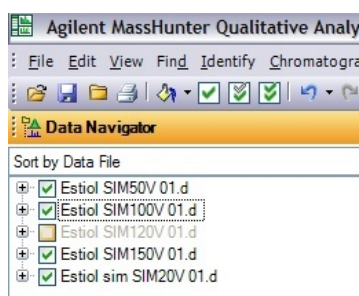 Agilent MassHunter Qualitative Analy
File Edit View Find Identify Chromatogra
Data Navigator
Sort by Data File
Estiol SIM50V 01.d
Estiol SIM100V 01.d
Estiol SIM120V 01.d
Estiol SIM150V 01.d
Estiol sim SIM20V 01.d